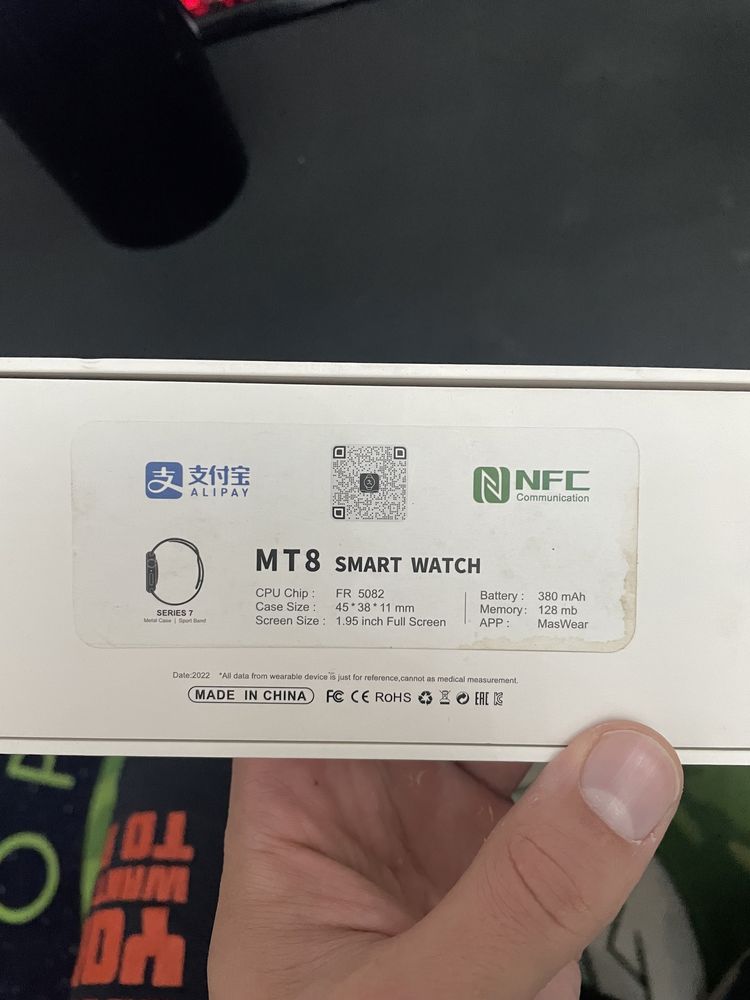 支付宝
ALIPAY
NFC
Communication
MT8 SMART WATCH
CPU Chip : FR 5082
Case Size : 45*38*11 mm
Screen Size : 1.95 inch Full Screen
Battery : 380 mAh
Memory : 128 mb
APP : MasWear
SERIES 7
Metal Case | Sport Band
Date:2022 *All data from wearable device is just for reference,cannot as medical measurement.
MADE IN CHINA FC CE RoHS EAC
TO
YOU